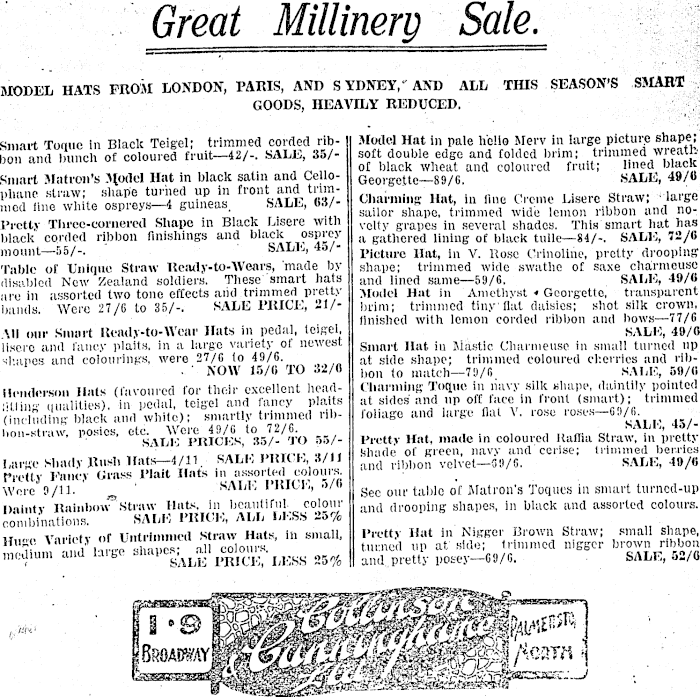 Great Millinery Sale.
MODEL HATS FROM LONDON, PARIS, AND SYDNEY, AND ALL THIS SEASON'S SMART
GOODS, HEAVILY REDUCED.
Smart Toque in Black Teigel; trimmed corded rib-
bon and bunch of coloured fruit—42/-. SALE, 35/-
Smart Matron's Model Hat in black satin and Cello-
phane straw; shape turned up in front and trim-
med fine white ospreys—4 guineas. SALE, 63/-
Pretty Three-cornered Shape in Black Lisere with
black corded ribbon finishings and black osprey
mount—55/-. SALE, 45/-
Table of Unique Straw Ready-to-Wears, made by
disabled New Zealand soldiers. These smart hats
are in assorted two tone effects and trimmed pretty
bands. Were 27/6 to 35/-. SALE PRICE, 21/-
All our Smart Ready-to-Wear Hats in pedal, teigel,
lisere and fancy plaits, in a large variety of newest
shapes and colourings, were 27/6 to 49/6.
NOW 15/6 TO 32/6
Henderson Hats (favoured for their excellent head-
fitting qualities), in pedal, teigel and fancy plaits
(including black and white); smartly trimmed rib-
bon-straw, posies, etc. Were 49/6 to 72/6.
SALE PRICES, 35/- TO 55/-
Large Shady Rush Hats—4/11. SALE PRICE, 3/11
Pretty Fancy Grass Plait Hats in assorted colours.
Were 9/11. SALE PRICE, 5/6
Dainty Rainbow Straw Hats, in beautiful colour
combinations. SALE PRICE, ALL LESS 25%
Huge Variety of Untrimmed Straw Hats, in small,
medium and large shapes; all colours.
SALE PRICE, LESS 25%
Model Hat in pale helio Merv in large picture shape;
soft double edge and folded brim; trimmed wreath
of black wheat and coloured fruit; lined black
Georgette—89/6. SALE, 49/6
Charming Hat, in fine Creme Lisere Straw; large
sailor shape, trimmed wide lemon ribbon and no-
velty grapes in several shades. This smart hat has
a gathered lining of black tulle—84/-. SALE, 72/6
Picture Hat, in V. Rose Crinoline, pretty drooping
shape; trimmed wide swathe of saxe charmeuse
and lined same—59/6. SALE, 49/6
Model Hat in Amethyst Georgette, transparent
brim; trimmed tiny flat daisies; shot silk crown,
finished with lemon corded ribbon and bows—77/6
SALE, 49/6
Smart Hat in Mastic Charmeuse in small turned up
at side shape; trimmed coloured cherries and rib-
bon to match—79/6 SALE, 59/6
Charming Toque in navy silk shape, daintily pointed
at sides and up off face in front (smart); trimmed
foliage and large flat V. rose roses—69/6.
SALE, 45/-
Pretty Hat, made in coloured Raffia Straw, in pretty
shade of green, navy and cerise; trimmed berries
and ribbon velvet—69/6. SALE, 49/6
See our table of Matron's Toques in smart turned-up
and drooping shapes, in black and assorted colours.
Pretty Hat in Nigger Brown Straw; small shape,
turned up at side; trimmed nigger brown ribbon
and pretty posey—69/6. SALE, 52/6
1·9
BROADWAY
Collinson
& Cunninghame
Ltd
PALMERSTON
NORTH